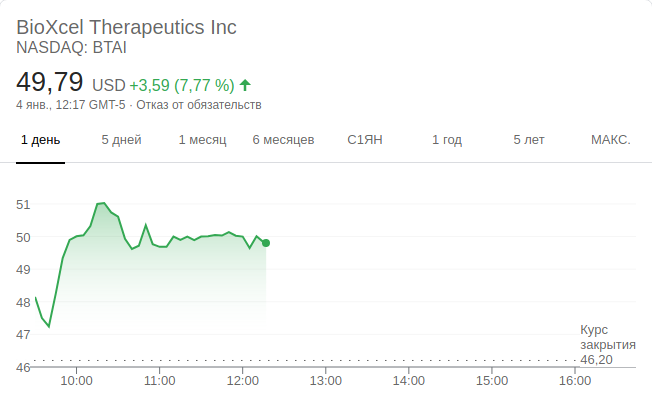 BioXcel Therapeutics Inc
NASDAQ: BTAI
49,79 USD +3,59 (7,77 %)
4 янв., 12:17 GMT-5 · Отказ от обязательств
1 день 5 дней 1 месяц 6 месяцев С1ЯН 1 год 5 лет МАКС.
51
50
49
48
47
Курс
закрытия
46,20
46
10:00 11:00 12:00 13:00 14:00 15:00 16:00